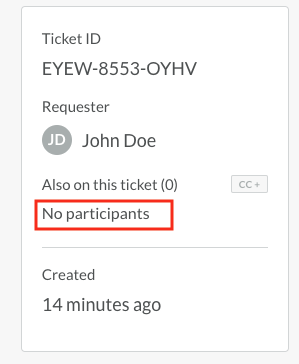 Ticket ID
EYEW-8553-OYHV
Requester
JD John Doe
Also on this ticket (0) CC +
No participants
Created
14 minutes ago